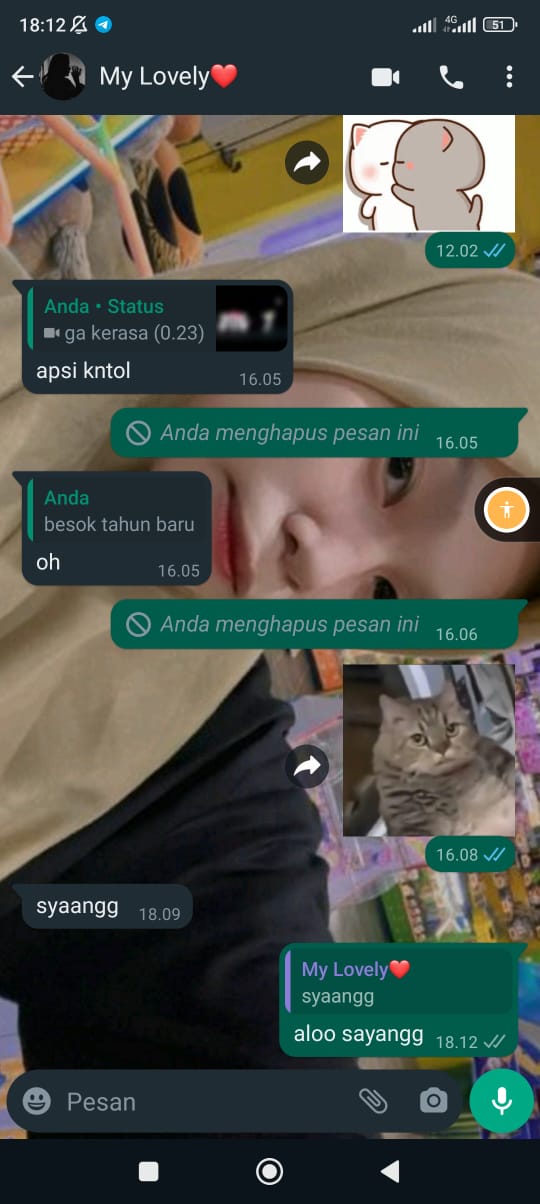 18:12 4G 51
My Lovely❤️
12.02
Anda • Status
ga kerasa (0.23)
apsi kntol 16.05
Anda menghapus pesan ini 16.05
Anda
besok tahun baru
oh 16.05
Anda menghapus pesan ini 16.06
16.08
syaangg 18.09
My Lovely❤️
syaangg
aloo sayangg 18.12
Pesan